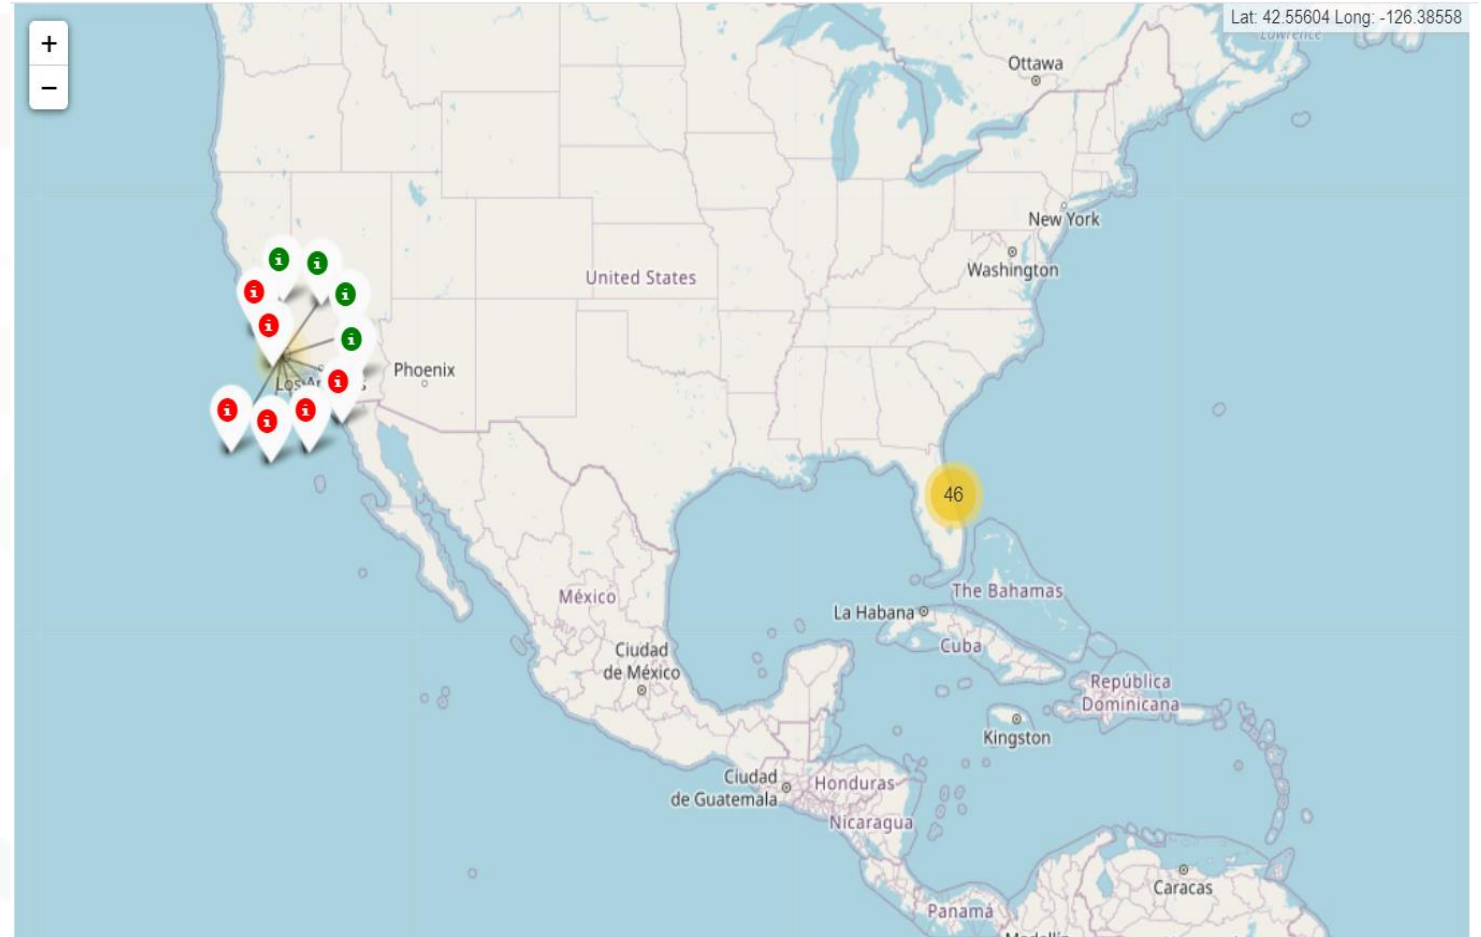 +
−
Lat: 42.55604 Long: -126.38558
Lawrence
Ottawa
New York
Washington
United States
Phoenix
i
i
i
i
i
i
i
i
i
i
46
The Bahamas
La Habana
Cuba
México
Ciudad
de México
República
Dominicana
Kingston
Ciudad
de Guatemala
Honduras
Nicaragua
Caracas
Panamá